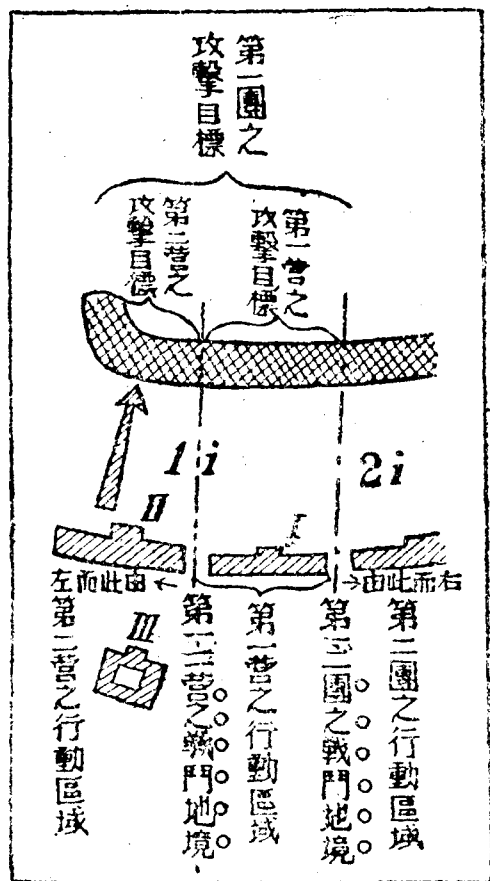 第一團之
攻擊目標
第一營之
攻擊目標
第二營之
攻擊目標
1i
2i
II
I
III
→由此而右
←由此而左
第二團之行動區域
第一二團之戰鬥地境
第一營之行動區域
第一二營之戰鬥地境
第二營之行動區域